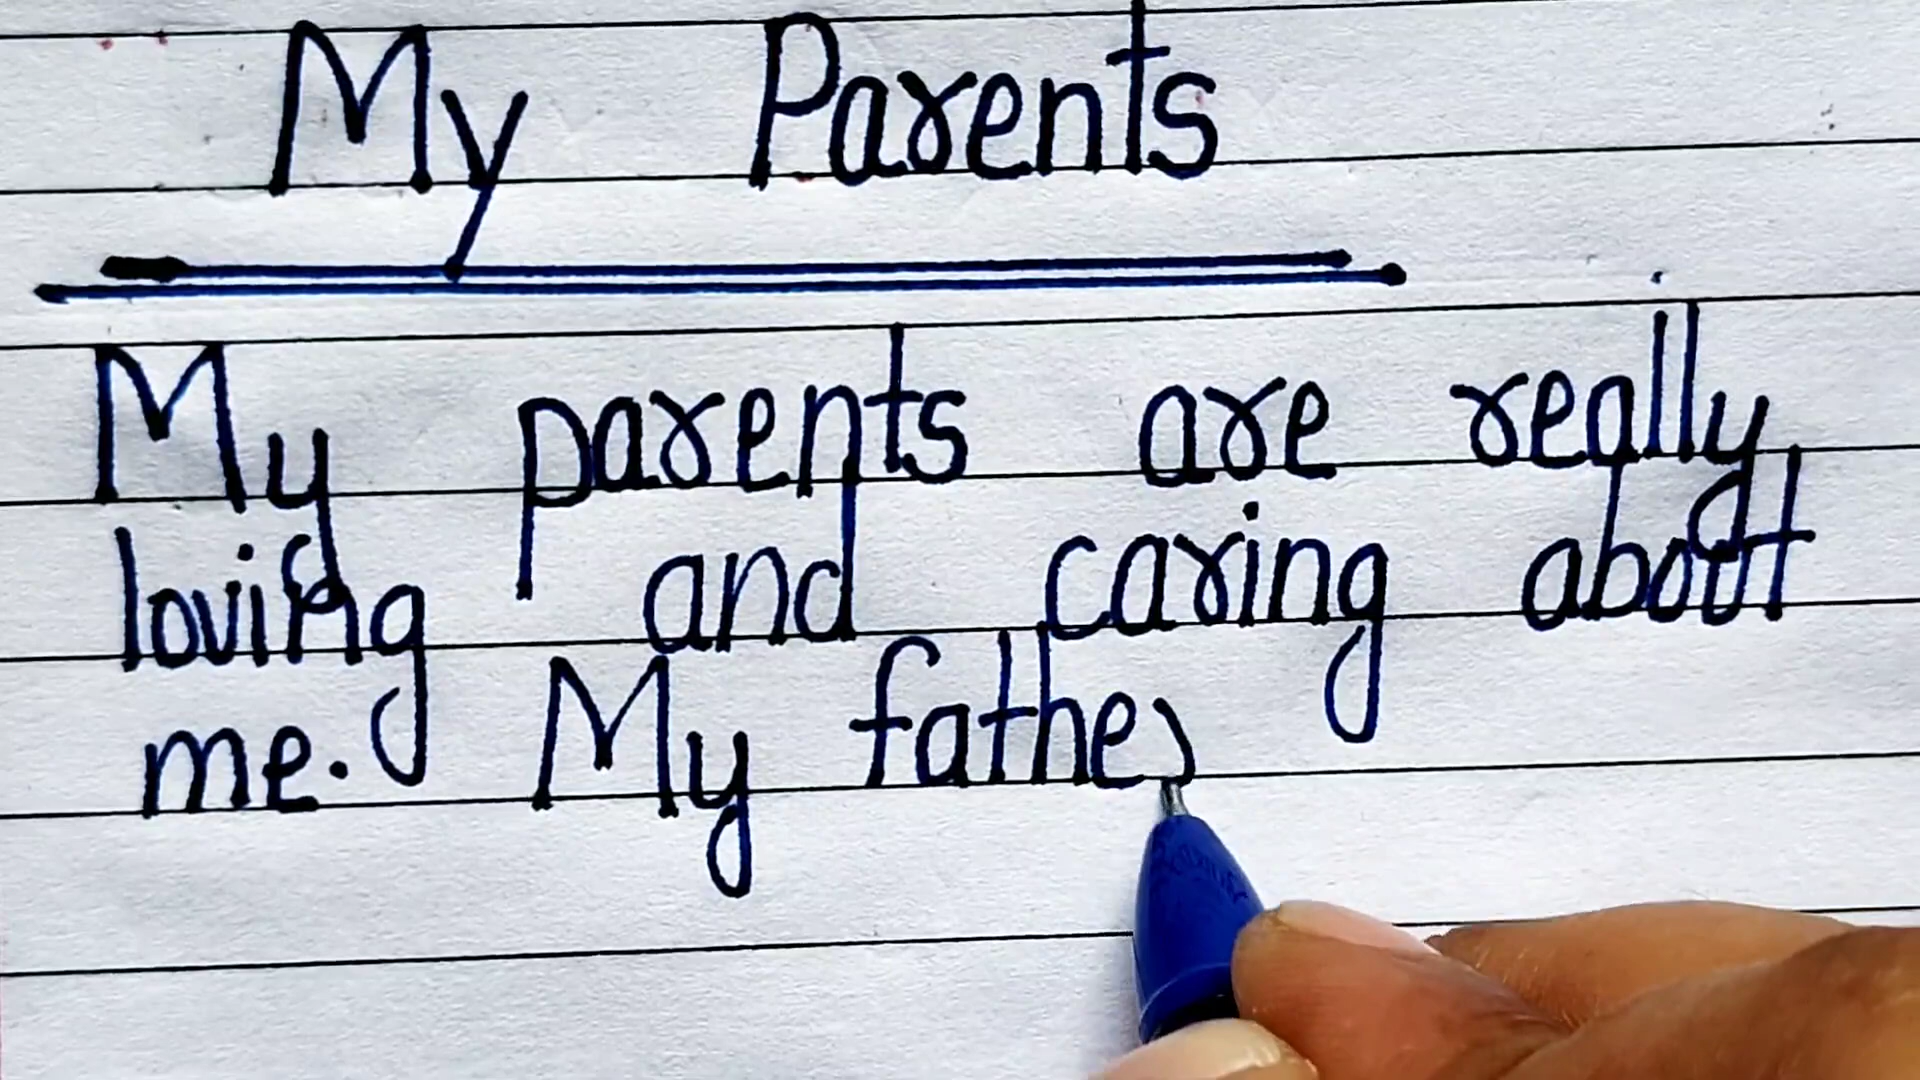 My Parents
My parents are really
loving and caring about
me. My father